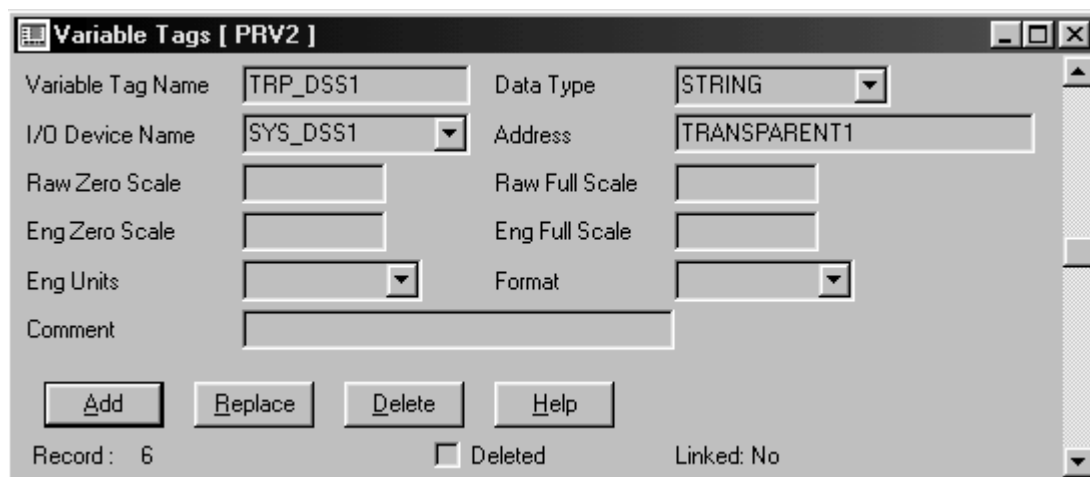 Variable Tags [ PRV2 ]
Variable Tag Name TRP_DSS1 Data Type STRING
I/O Device Name SYS_DSS1 Address TRANSPARENT1
Raw Zero Scale Raw Full Scale
Eng Zero Scale Eng Full Scale
Eng Units Format
Comment
Add Replace Delete Help
Record : 6 Deleted Linked: No